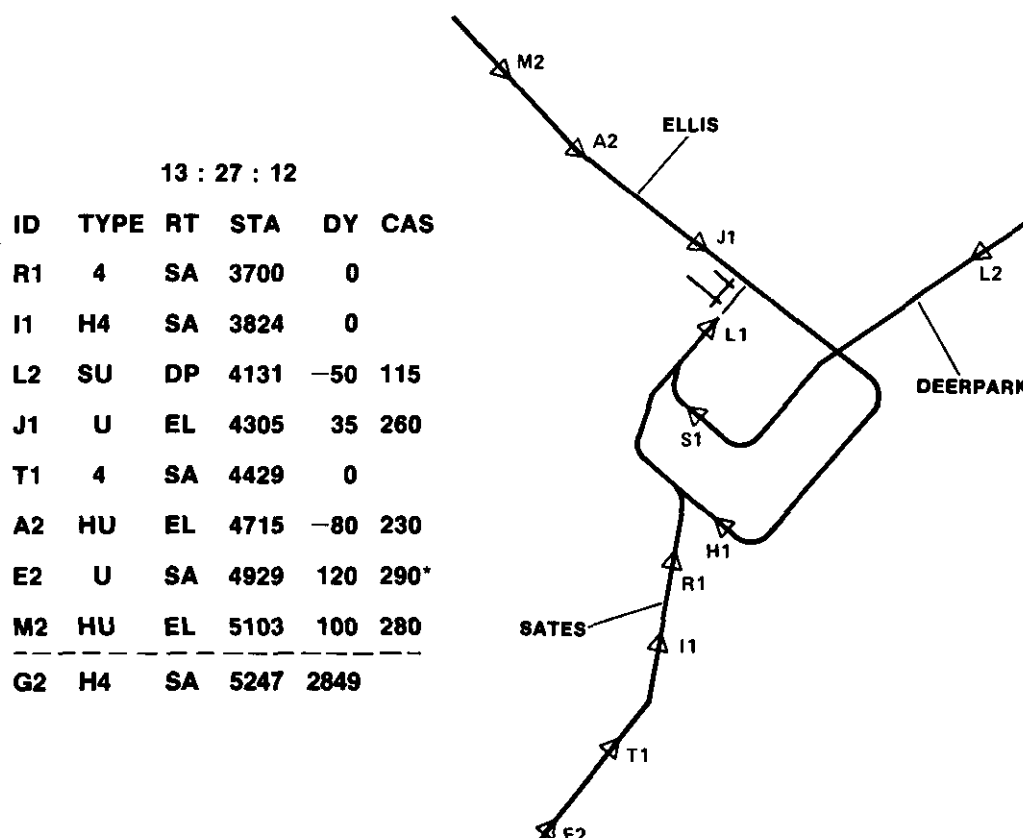 13 : 27 : 12
ID TYPE RT STA DY CAS
R1 4 SA 3700 0
I1 H4 SA 3824 0
L2 SU DP 4131 −50 115
J1 U EL 4305 35 260
T1 4 SA 4429 0
A2 HU EL 4715 −80 230
E2 U SA 4929 120 290*
M2 HU EL 5103 100 280
G2 H4 SA 5247 2849
M2
ELLIS
A2
J1
L2
L1
DEERPARK
S1
H1
R1
SATES
I1
T1
E2